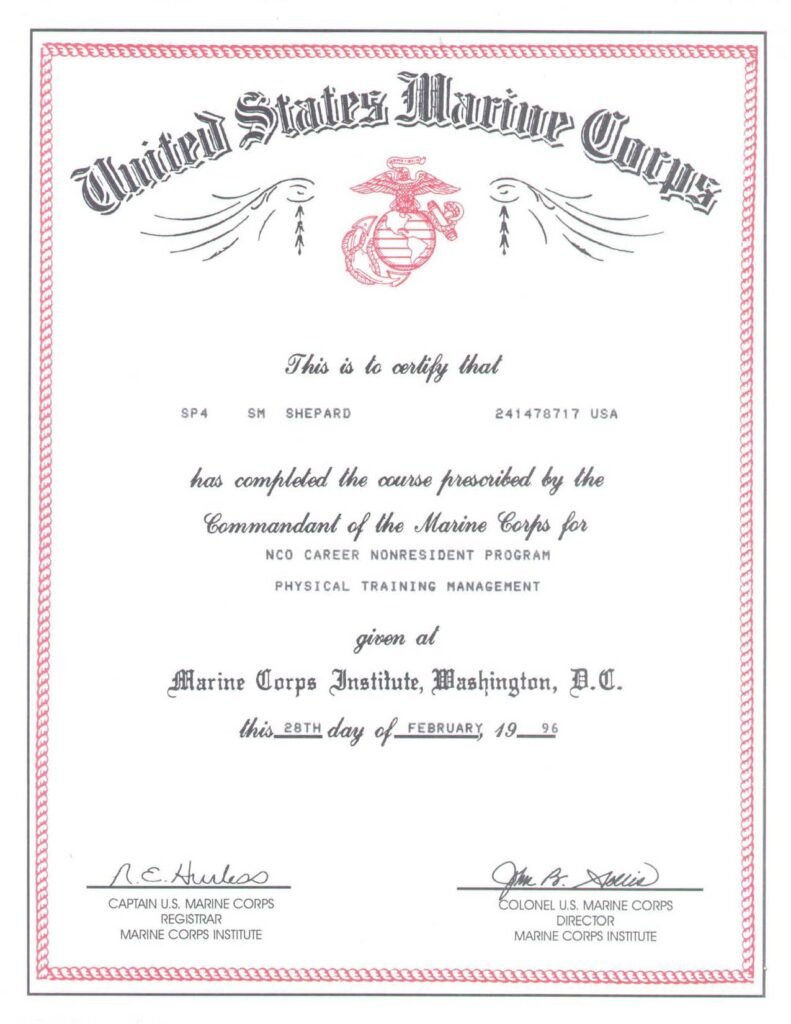 United States Marine Corps
This is to certify that
SP4 SM SHEPARD 241478717 USA
has completed the course prescribed by the
Commandant of the Marine Corps for
NCO CAREER NONRESIDENT PROGRAM
PHYSICAL TRAINING MANAGEMENT
given at
Marine Corps Institute, Washington, D.C.
this 28TH day of FEBRUARY, 19 96
R.E. Hurless
CAPTAIN U.S. MARINE CORPS
REGISTRAR
MARINE CORPS INSTITUTE
COLONEL U.S. MARINE CORPS
DIRECTOR
MARINE CORPS INSTITUTE